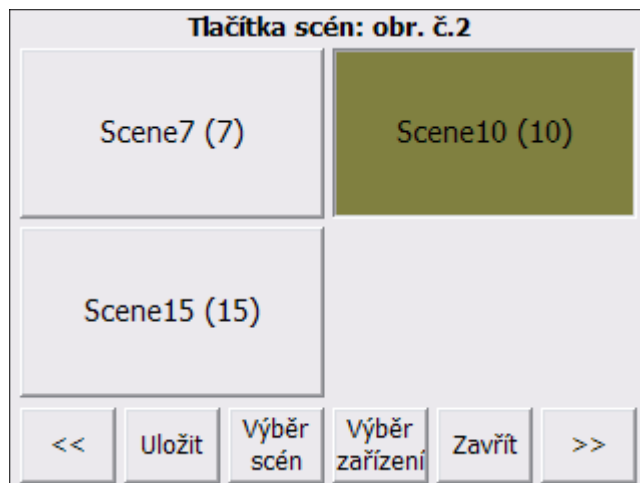 Tlačítka scén: obr. č.2
Scene7 (7)
Scene10 (10)
Scene15 (15)
<<
Uložit
Výběr
scén
Výběr
zařízení
Zavřít
>>